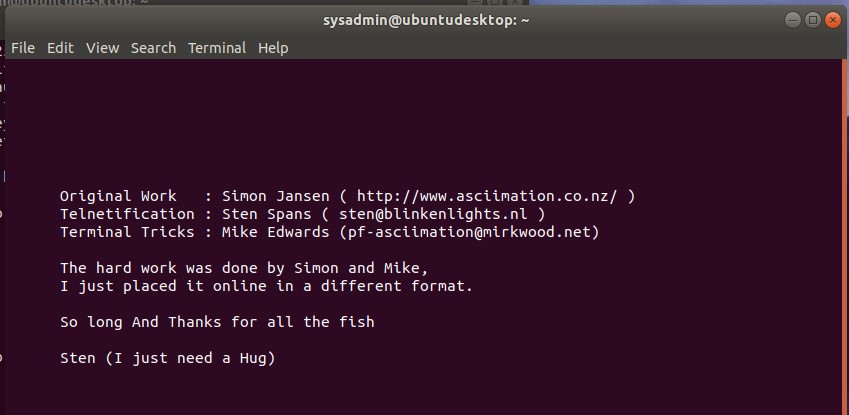 sysadmin@ubuntudesktop: ~
File Edit View Search Terminal Help
Original Work   : Simon Jansen ( http://www.asciimation.co.nz/ )
Telnetification : Sten Spans ( sten@blinkenlights.nl )
Terminal Tricks : Mike Edwards (pf-asciimation@mirkwood.net)
The hard work was done by Simon and Mike,
I just placed it online in a different format.
So long And Thanks for all the fish
Sten (I just need a Hug)